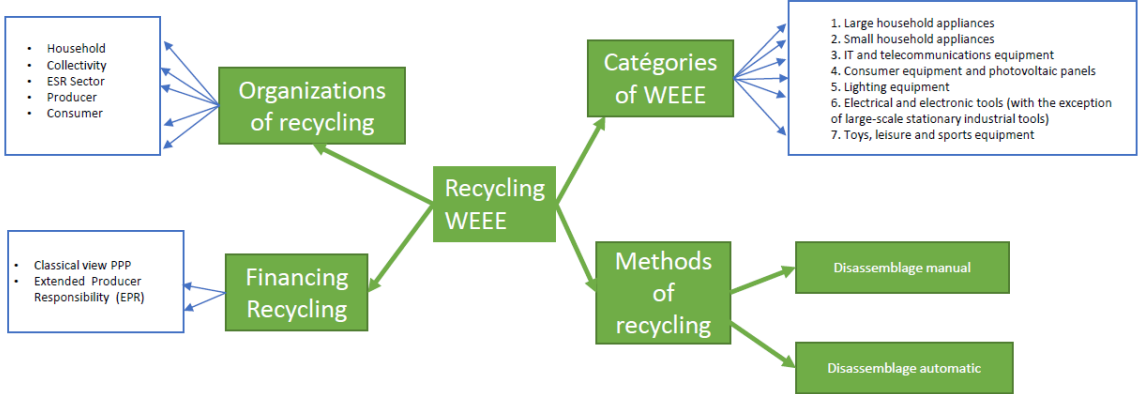 • Household
• Collectivity
• ESR Sector
• Producer
• Consumer
Organizations
of recycling
Catégories
of WEEE
1. Large household appliances
2. Small household appliances
3. IT and telecommunications equipment
4. Consumer equipment and photovoltaic panels
5. Lighting equipment
6. Electrical and electronic tools (with the exception
of large-scale stationary industrial tools)
7. Toys, leisure and sports equipment
Recycling
WEEE
• Classical view PPP
• Extended Producer
Responsibility (EPR)
Financing
Recycling
Methods
of
recycling
Disassemblage manual
Disassemblage automatic